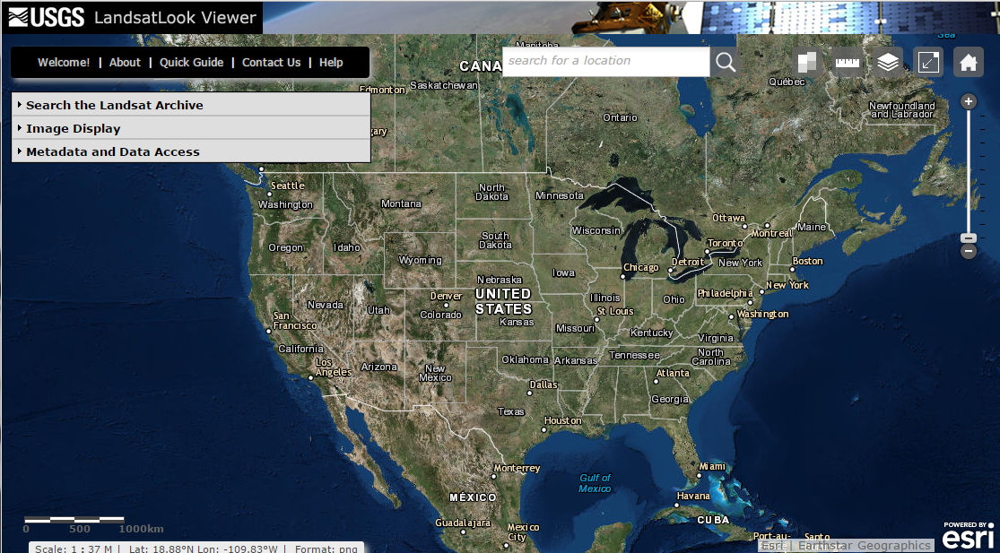 USGS LandsatLook Viewer
Sea
Manitoba
Welcome! | About | Quick Guide | Contact Us | Help
search for a location
CANA
Edmonton
Saskatchewan
Québec
Search the Landsat Archive
Newfoundland
and Labrador
Ontario
Image Display
gary
Metadata and Data Access
Seattle
Washington
Montana
North
Dakota
Minnesota
Ottawa
Montreal
Maine
Wisconsin
Oregon
Idaho
South
Dakota
Toronto
Wyoming
Chicago
Detroit
New York
Boston
Iowa
Nebraska
New York
Denver
UNITED
STATES
Illinois
Ohio
Philadelphia
Nevada
Utah
Colorado
Kansas
St Louis
Washington
San
Francisco
Missouri
Kentucky
Virginia
California
Los
Angeles
Arizona
New
Mexico
Oklahoma
Arkansas
Tennessee
North
Carolina
Atlanta
Dallas
Georgia
Texas
Houston
Monterrey
Miami
Gulf of
Mexico
MÉXICO
Havana
CUBA
Guadalajara
Mexico
City
0 500 1000km
Port-au-
Santo
POWERED BY
esri
Scale: 1 : 37 M | Lat: 18.88°N Lon: -109.83°W | Format: png
Esri | Earthstar Geographics